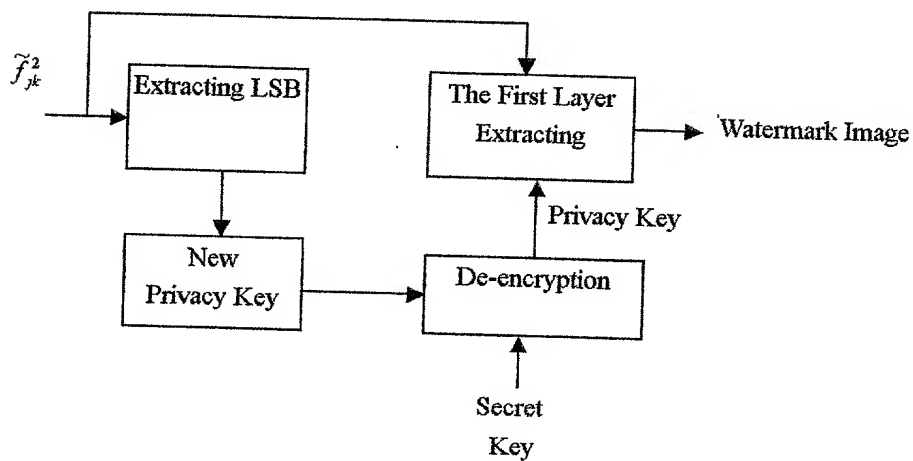 f̃²ⱼₖ
Extracting LSB
The First Layer
Extracting
Watermark Image
Privacy Key
New
Privacy Key
De-encryption
Secret
Key